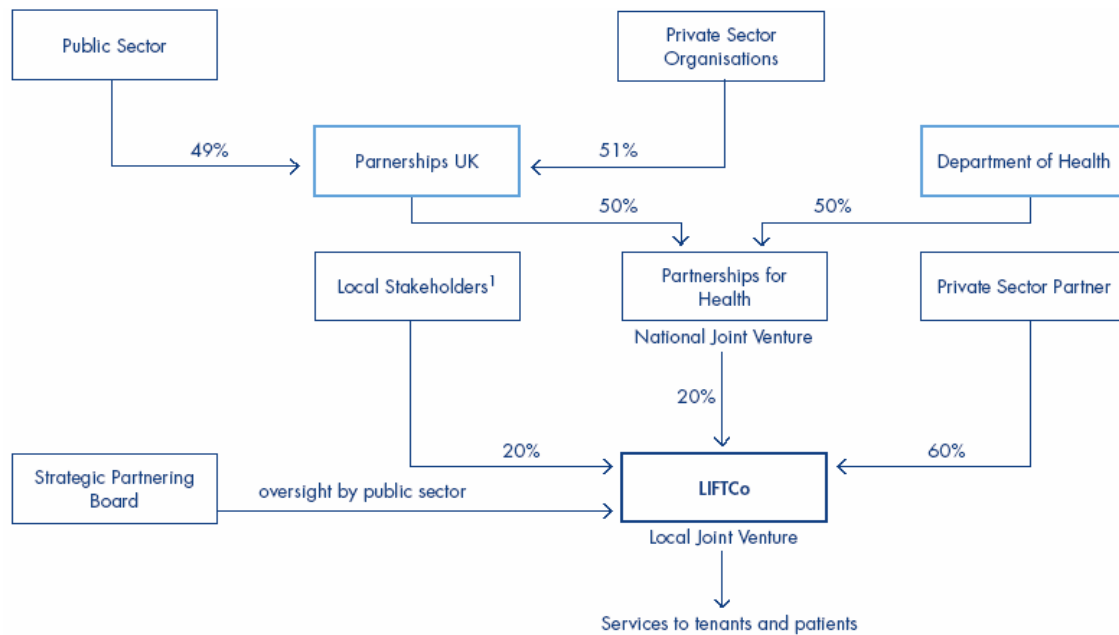 Public Sector
Private Sector
Organisations
49%
Parnerships UK
51%
Department of Health
50%
50%
Local Stakeholders1
Partnerships for
Health
Private Sector Partner
National Joint Venture
20%
20%
60%
Strategic Partnering
Board
oversight by public sector
LIFTCo
Local Joint Venture
Services to tenants and patients